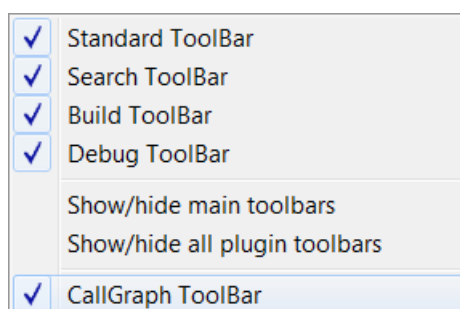 Standard ToolBar
Search ToolBar
Build ToolBar
Debug ToolBar
Show/hide main toolbars
Show/hide all plugin toolbars
CallGraph ToolBar